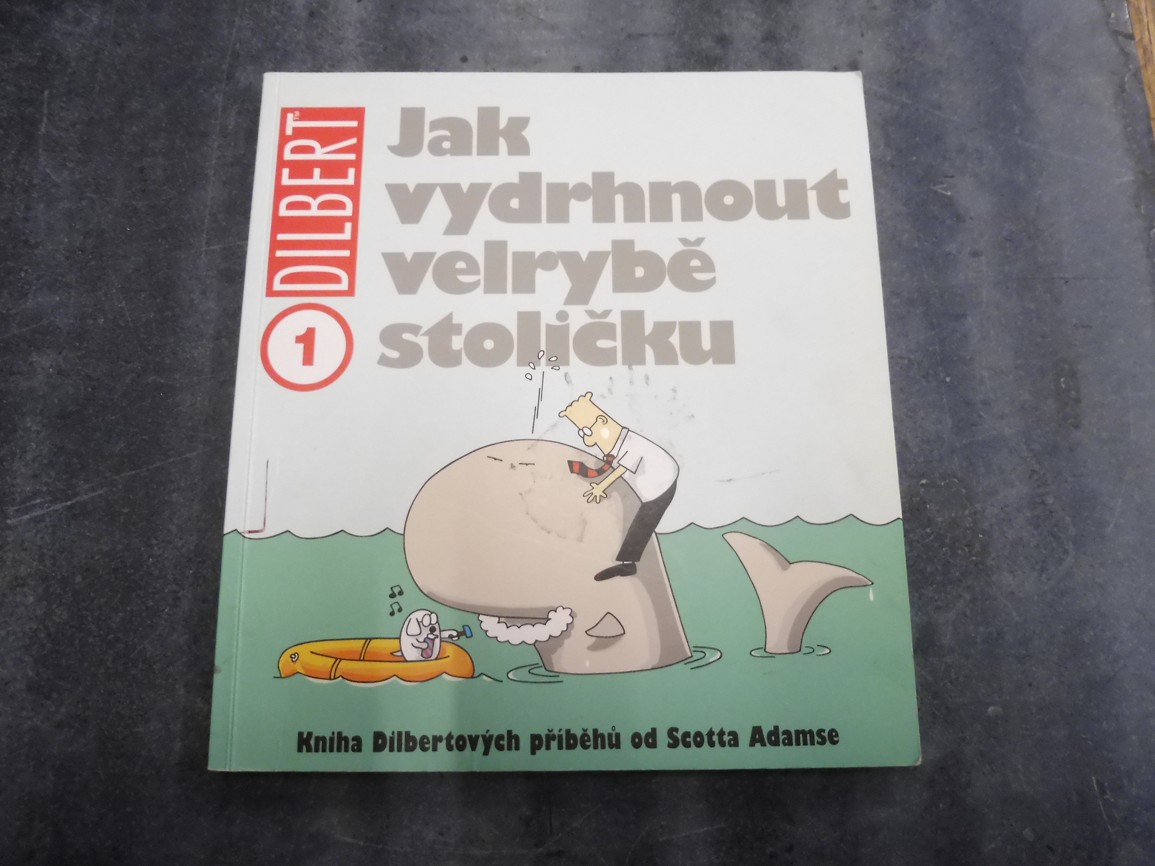 DILBERT™
1
Jak
vydrhnout
velrybě
stoličku
Kniha Dilbertových příběhů od Scotta Adamse